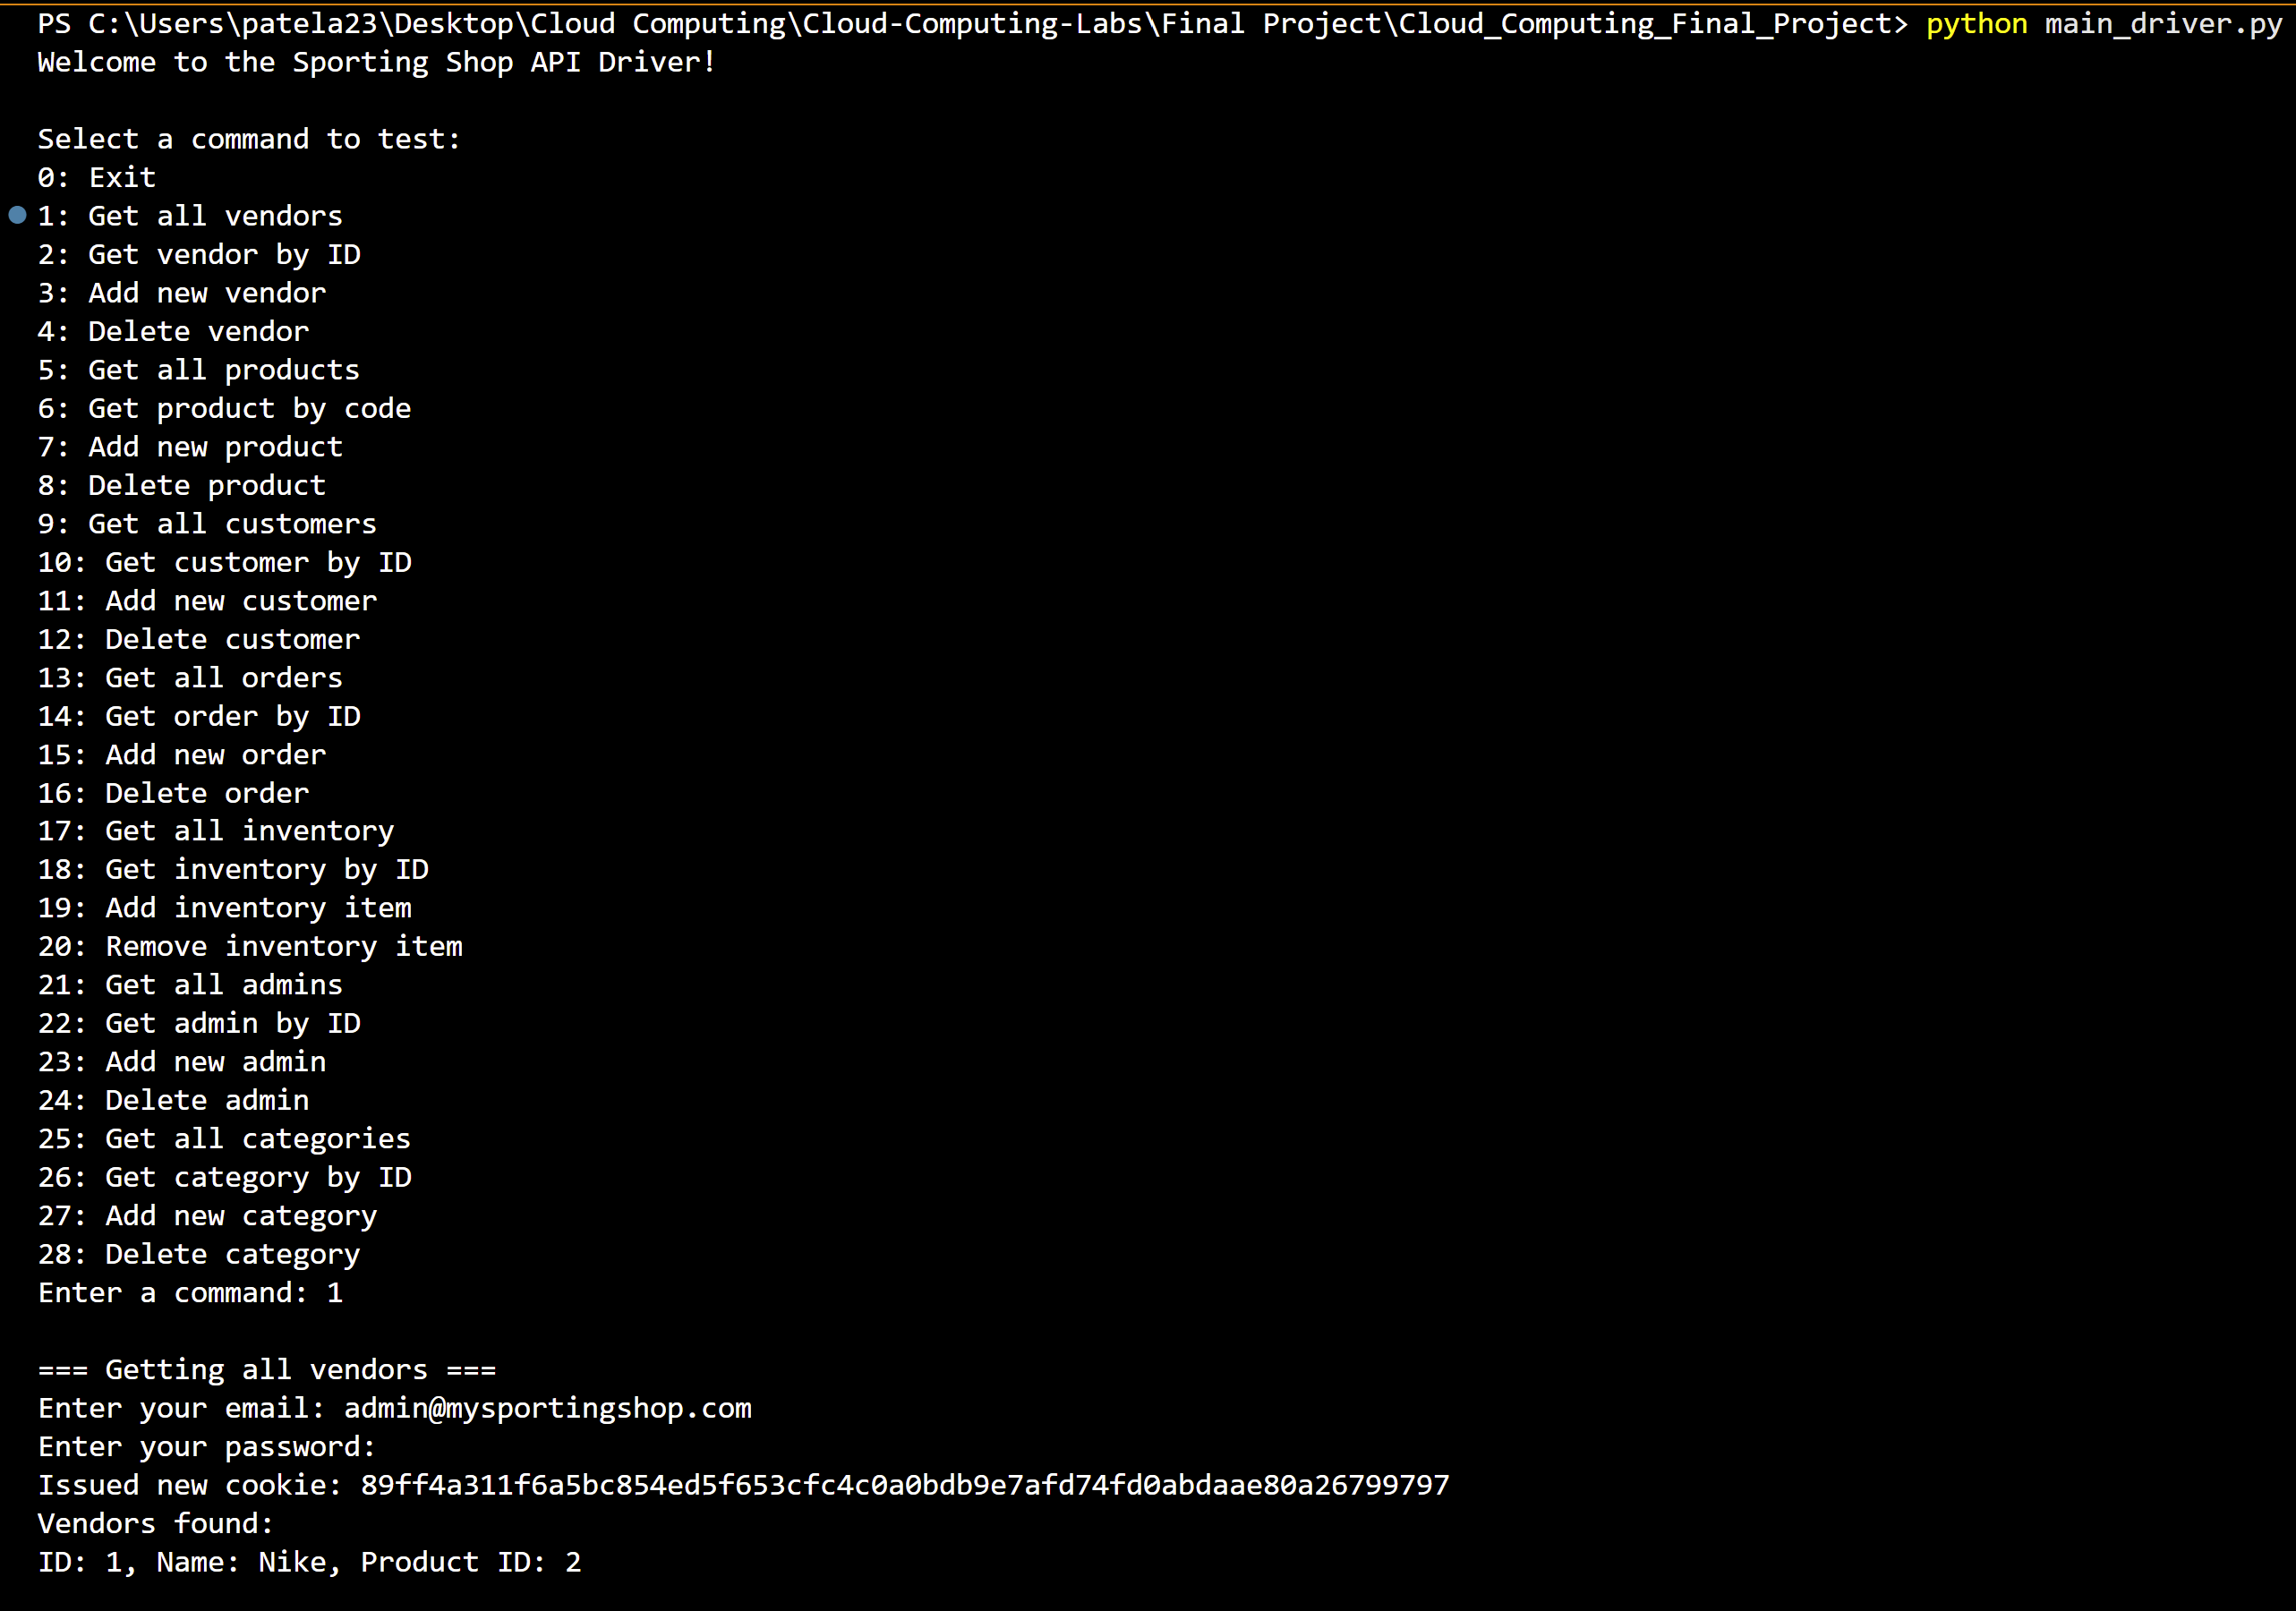 PS C:\Users\patela23\Desktop\Cloud Computing\Cloud-Computing-Labs\Final Project\Cloud_Computing_Final_Project> python main_driver.py
Welcome to the Sporting Shop API Driver!
Select a command to test:
0: Exit
1: Get all vendors
2: Get vendor by ID
3: Add new vendor
4: Delete vendor
5: Get all products
6: Get product by code
7: Add new product
8: Delete product
9: Get all customers
10: Get customer by ID
11: Add new customer
12: Delete customer
13: Get all orders
14: Get order by ID
15: Add new order
16: Delete order
17: Get all inventory
18: Get inventory by ID
19: Add inventory item
20: Remove inventory item
21: Get all admins
22: Get admin by ID
23: Add new admin
24: Delete admin
25: Get all categories
26: Get category by ID
27: Add new category
28: Delete category
Enter a command: 1
=== Getting all vendors ===
Enter your email: admin@mysportingshop.com
Enter your password:
Issued new cookie: 89ff4a311f6a5bc854ed5f653cfc4c0a0bdb9e7afd74fd0abdaae80a26799797
Vendors found:
ID: 1, Name: Nike, Product ID: 2